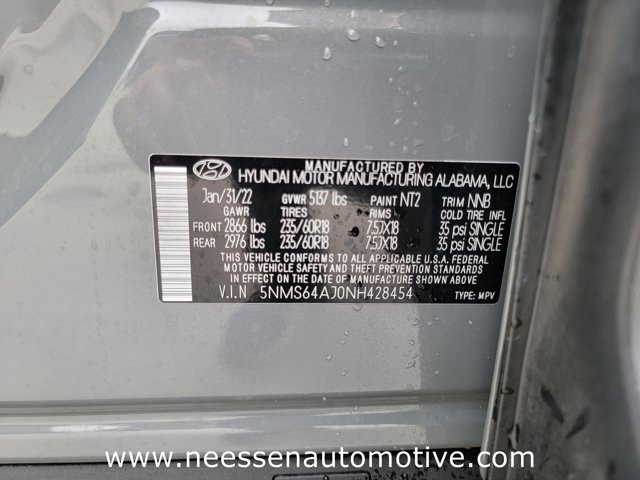 MANUFACTURED BY
HYUNDAI MOTOR MANUFACTURING ALABAMA, LLC
Jan/31/22 GVWR 5137 lbs PAINT NT2 TRIM NNB
GAWR TIRES RIMS COLD TIRE INFL
FRONT 2866 lbs 235/60R18 7.5JX18 35 psi SINGLE
REAR 2976 lbs 235/60R18 7.5JX18 35 psi SINGLE
THIS VEHICLE CONFORMS TO ALL APPLICABLE U.S.A.FEDERAL
MOTOR VEHICLE SAFETY AND THEFT PREVENTION STANDARDS
IN EFFECT ON THE DATE OF MANUFACTURE SHOWN ABOVE.
V.I.N 5NMS64AJ0NH428454 TYPE: MPV
www.neessenautomotive.com